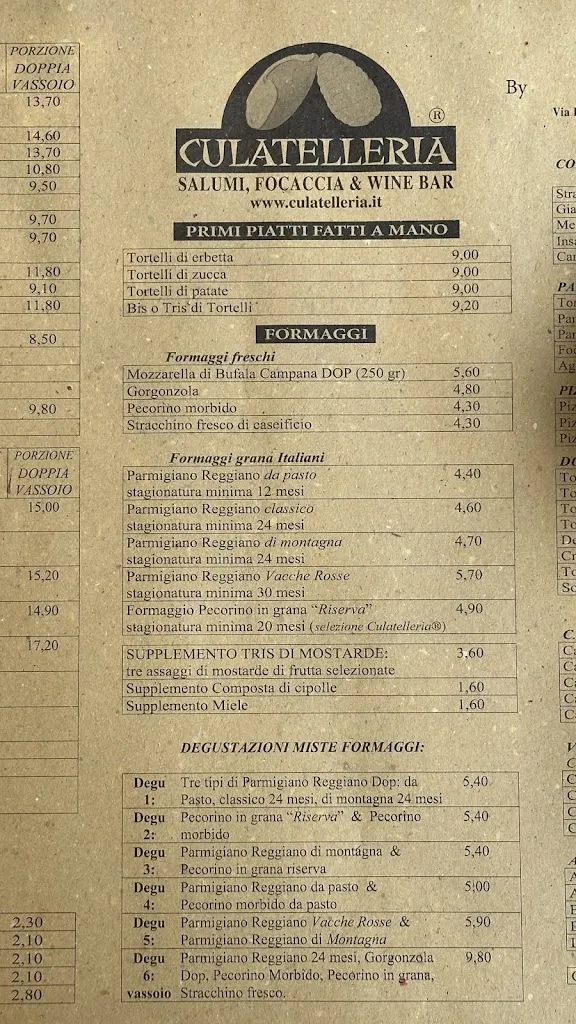 PORZIONE
DOPPIA
VASSOIO
13,70
14,60
13,70
10,80
9,50
9,70
9,70
11,80
9,10
11,80
8,50
9,80
PORZIONE
DOPPIA
VASSOIO
15,00
15,20
14,90
17,20
2,30
2,10
2,10
2,10
2,80
®
CULATELLERIA
SALUMI, FOCACCIA & WINE BAR
www.culatelleria.it
PRIMI PIATTI FATTI A MANO
Tortelli di erbetta 9,00
Tortelli di zucca 9,00
Tortelli di patate 9,00
Bis o Tris di Tortelli 9,20
FORMAGGI
Formaggi freschi
Mozzarella di Bufala Campana DOP (250 gr) 5,60
Gorgonzola 4,80
Pecorino morbido 4,30
Stracchino fresco di caseificio 4,30
Formaggi grana Italiani
Parmigiano Reggiano da pasto 4,40
stagionatura minima 12 mesi
Parmigiano Reggiano classico 4,60
stagionatura minima 24 mesi
Parmigiano Reggiano di montagna 4,70
stagionatura minima 24 mesi
Parmigiano Reggiano Vacche Rosse 5,70
stagionatura minima 30 mesi
Formaggio Pecorino in grana “Riserva” 4,90
stagionatura minima 20 mesi (selezione Culatelleria®)
SUPPLEMENTO TRIS DI MOSTARDE: 3,60
tre assaggi di mostarde di frutta selezionate
Supplemento Composta di cipolle 1,60
Supplemento Miele 1,60
DEGUSTAZIONI MISTE FORMAGGI:
Degu Tre tipi di Parmigiano Reggiano Dop: da 5,40
1: Pasto, classico 24 mesi, di montagna 24 mesi
Degu Pecorino in grana “Riserva” & Pecorino 5,40
2: morbido
Degu Parmigiano Reggiano di montagna & 5,40
3: Pecorino in grana riserva
Degu Parmigiano Reggiano da pasto & 5,00
4: Pecorino morbido da pasto
Degu Parmigiano Reggiano Vacche Rosse & 5,90
5: Parmigiano Reggiano di Montagna
Degu Parmigiano Reggiano 24 mesi, Gorgonzola 9,80
6: Dop, Pecorino Morbido, Pecorino in grana,
vassoio Stracchino fresco.
By
Via